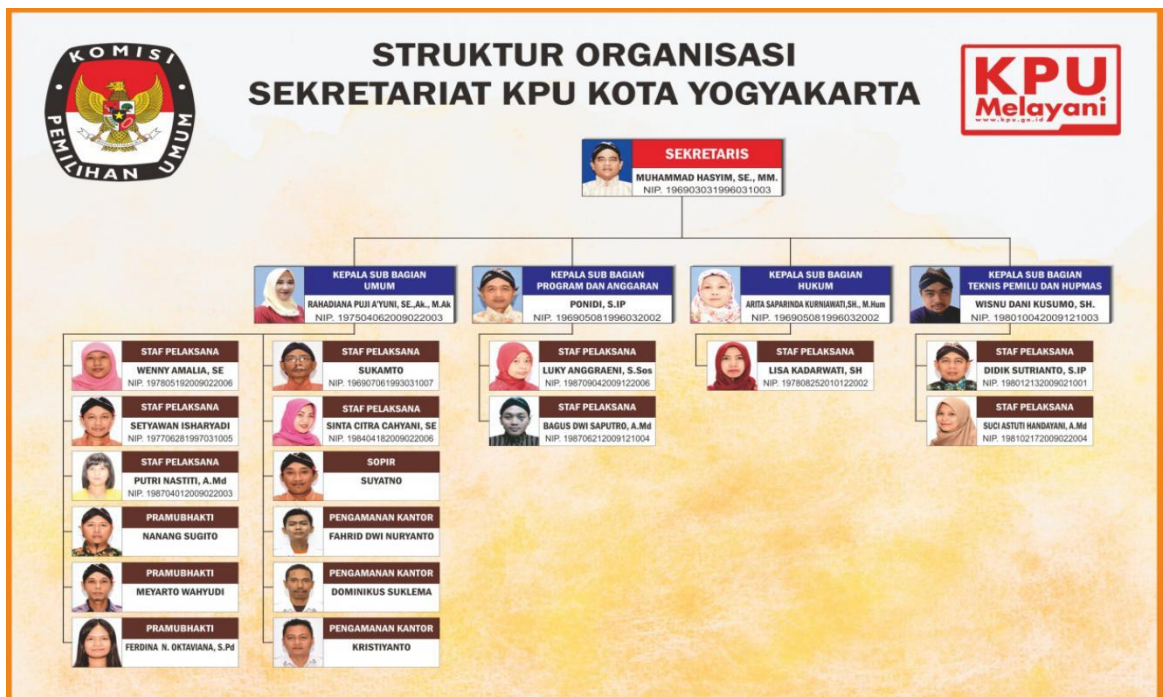 KOMISI
PEMILIHAN UMUM
STRUKTUR ORGANISASI
SEKRETARIAT KPU KOTA YOGYAKARTA
KPU
Melayani
www.kpu.go.id
SEKRETARIS
MUHAMMAD HASYIM, SE., MM.
NIP. 196903031996031003
KEPALA SUB BAGIAN
UMUM
RAHADIANA PUJI A'YUNI, SE.,Ak., M.Ak
NIP. 197504062009022003
KEPALA SUB BAGIAN
PROGRAM DAN ANGGARAN
PONIDI, S.IP
NIP. 196905081996032002
KEPALA SUB BAGIAN
HUKUM
ARITA SAPARINDA KURNIAWATI,SH., M.Hum
NIP. 196905081996032002
KEPALA SUB BAGIAN
TEKNIS PEMILU DAN HUPMAS
WISNU DANI KUSUMO, SH.
NIP. 198010042009121003
STAF PELAKSANA
WENNY AMALIA, SE
NIP. 197805192009022006
STAF PELAKSANA
SETYAWAN ISHARYADI
NIP. 197706281997031005
STAF PELAKSANA
PUTRI NASTITI, A.Md
NIP. 198704012009022003
PRAMUBHAKTI
NANANG SUGITO
PRAMUBHAKTI
MEYARTO WAHYUDI
PRAMUBHAKTI
FERDINA N. OKTAVIANA, S.Pd
STAF PELAKSANA
SUKAMTO
NIP. 196907061993031007
STAF PELAKSANA
SINTA CITRA CAHYANI, SE
NIP. 198404182009022006
SOPIR
SUYATNO
PENGAMANAN KANTOR
FAHRID DWI NURYANTO
PENGAMANAN KANTOR
DOMINIKUS SUKLEMA
PENGAMANAN KANTOR
KRISTIYANTO
STAF PELAKSANA
LUKY ANGGRAENI, S.Sos
NIP. 198709042009122006
STAF PELAKSANA
BAGUS DWI SAPUTRO, A.Md
NIP. 198706212009121004
STAF PELAKSANA
LISA KADARWATI, SH
NIP. 197808252010122002
STAF PELAKSANA
DIDIK SUTRIANTO, S.IP
NIP. 198012132009021001
STAF PELAKSANA
SUCI ASTUTI HANDAYANI, A.Md
NIP. 198102172009022004